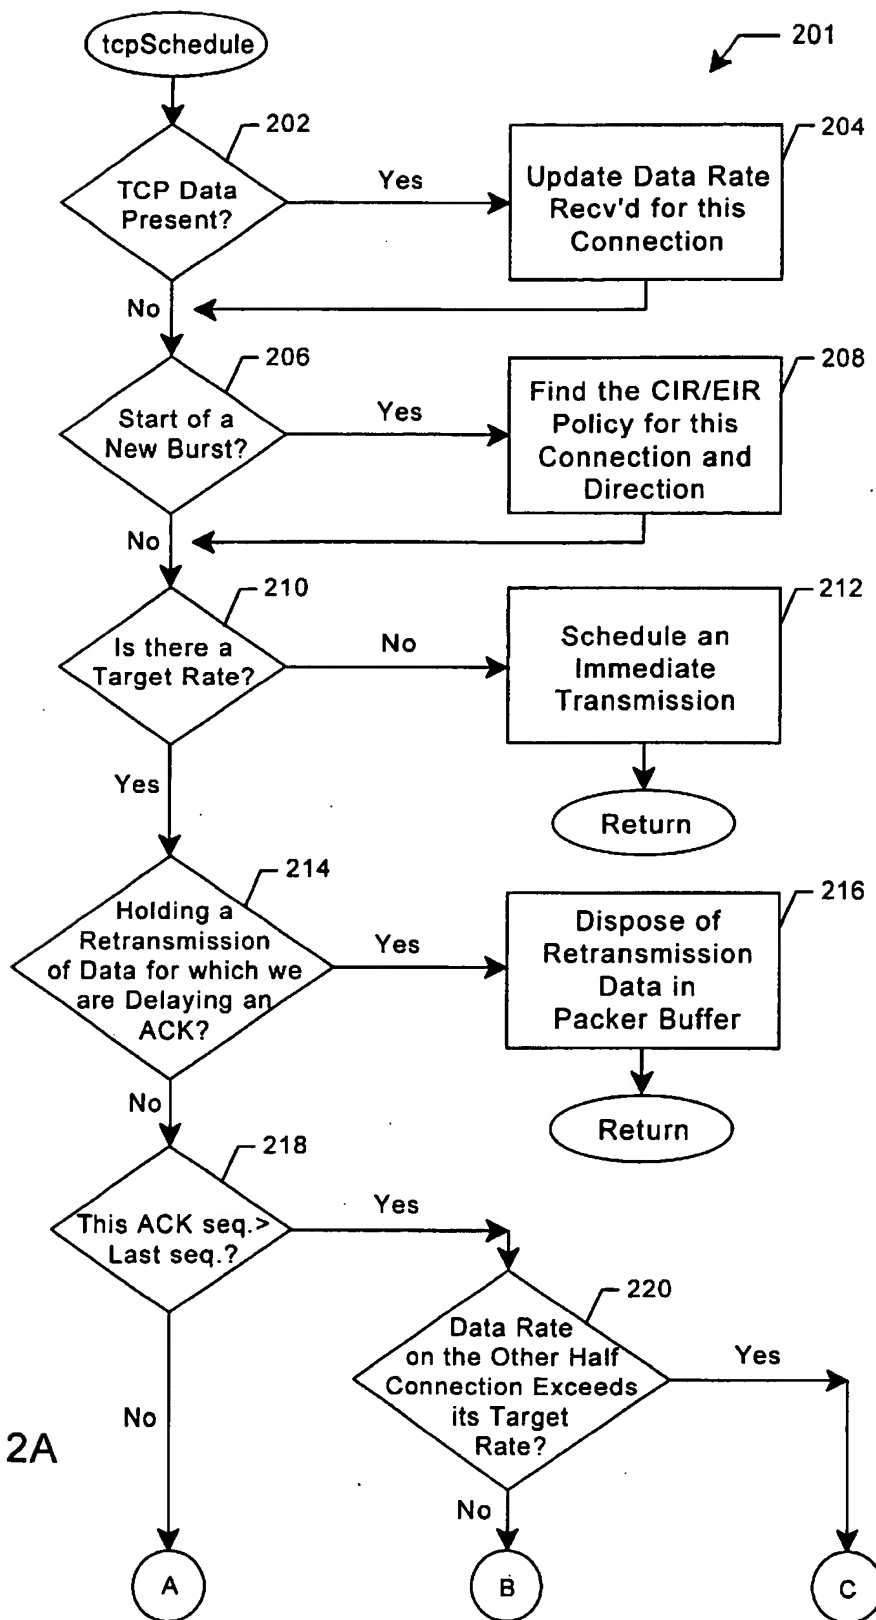 tcpSchedule
201
202
TCP Data
Present?
Yes
204
Update Data Rate
Recv'd for this
Connection
No
206
Start of a
New Burst?
Yes
208
Find the CIR/EIR
Policy for this
Connection and
Direction
No
210
Is there a
Target Rate?
No
212
Schedule an
Immediate
Transmission
Yes
Return
214
Holding a
Retransmission
of Data for which we
are Delaying an
ACK?
Yes
216
Dispose of
Retransmission
Data in
Packer Buffer
No
Return
218
This ACK seq.>
Last seq.?
Yes
220
Data Rate
on the Other Half
Connection Exceeds
its Target
Rate?
Yes
No
2A
No
A
B
C